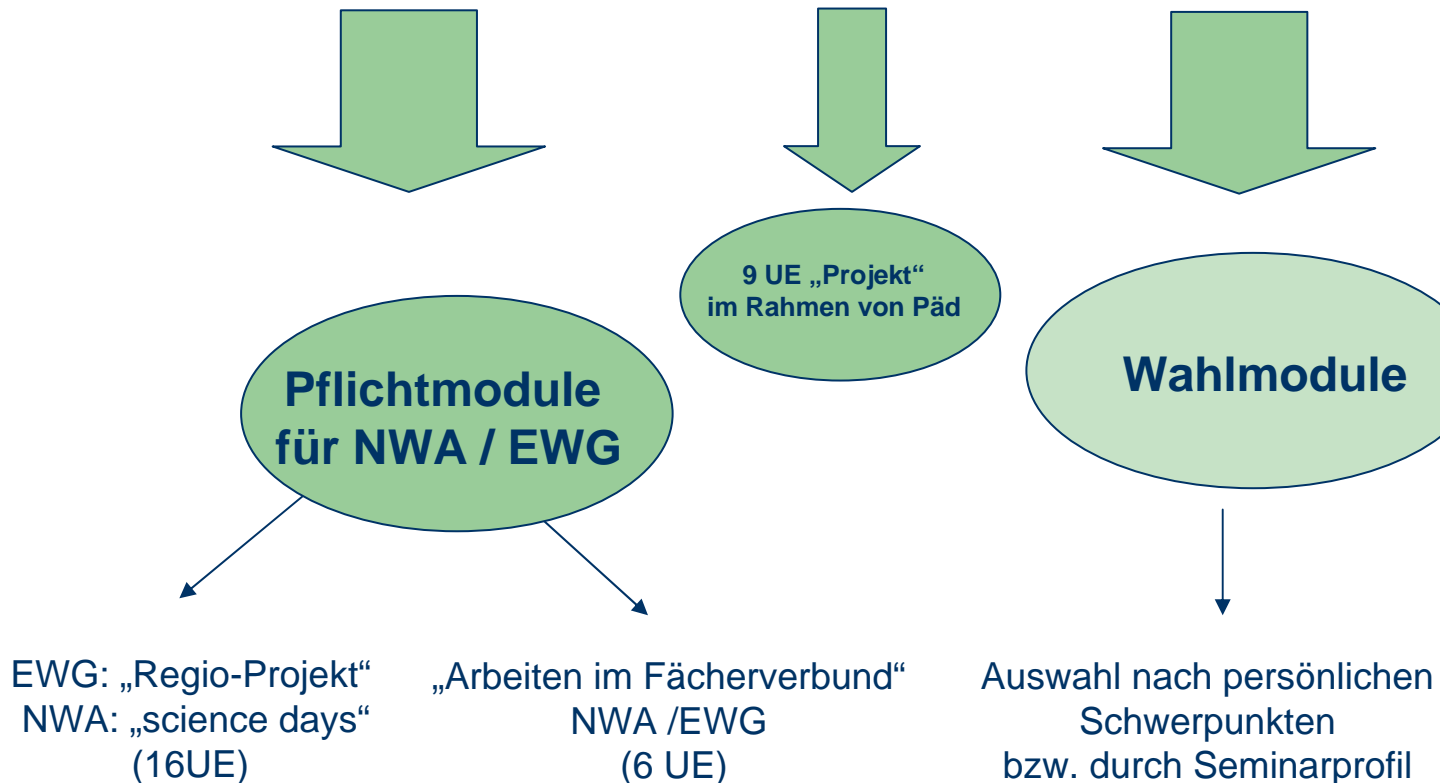 9 UE „Projekt“
im Rahmen von Päd
Pflichtmodule
für NWA / EWG
Wahlmodule
EWG: „Regio-Projekt“
NWA: „science days“
(16UE)
„Arbeiten im Fächerverbund“
NWA /EWG
(6 UE)
Auswahl nach persönlichen
Schwerpunkten
bzw. durch Seminarprofil